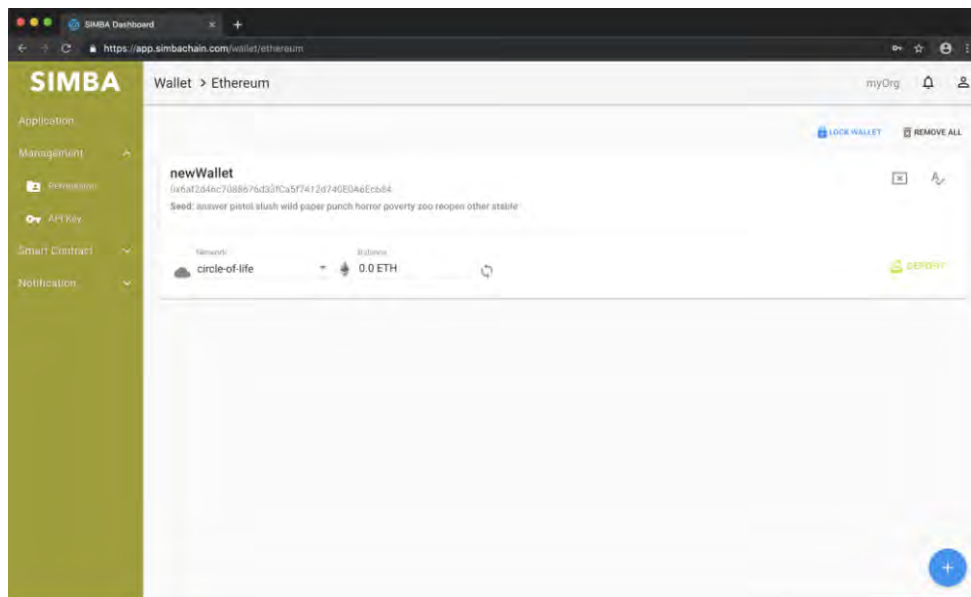 SIMBA Dashboard
https://app.simbachain.com/wallet/ethereum
SIMBA
Wallet > Ethereum
myOrg
Application
LOCK WALLET
REMOVE ALL
Management
newWallet
Permission
Seed: answer pistol slush wild paper punch horror poverty zoo reopen other stable
API Key
Smart Contract
Network
Balance
circle-of-life
0.0 ETH
DEPOSIT
Notification